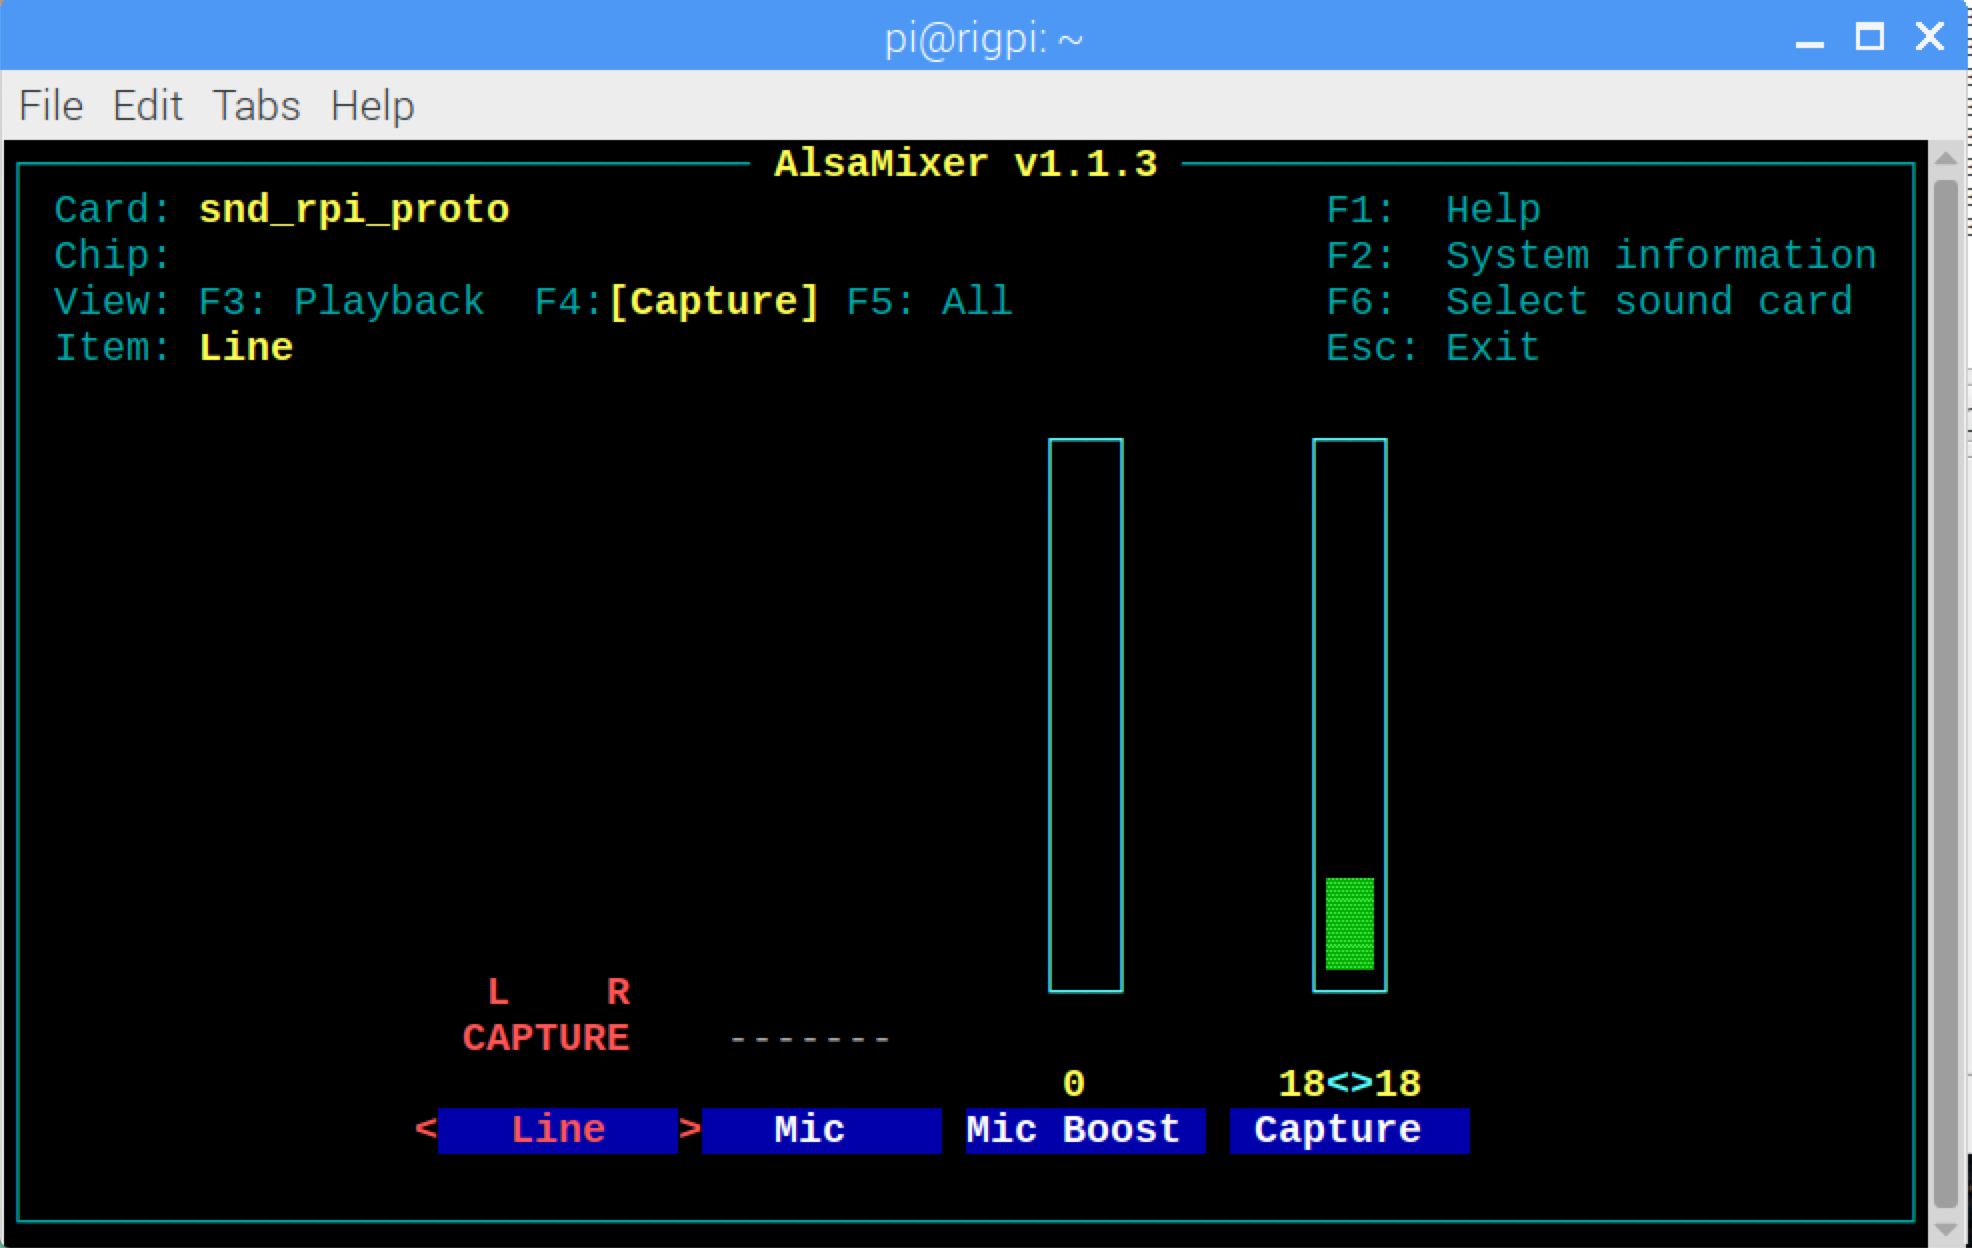 pi@rigpi: ~
File Edit Tabs Help
AlsaMixer v1.1.3
Card: snd_rpi_proto F1: Help
Chip: F2: System information
View: F3: Playback F4:[Capture] F5: All F6: Select sound card
Item: Line Esc: Exit
L R
CAPTURE -------
0 18<>18
< Line > Mic Mic Boost Capture